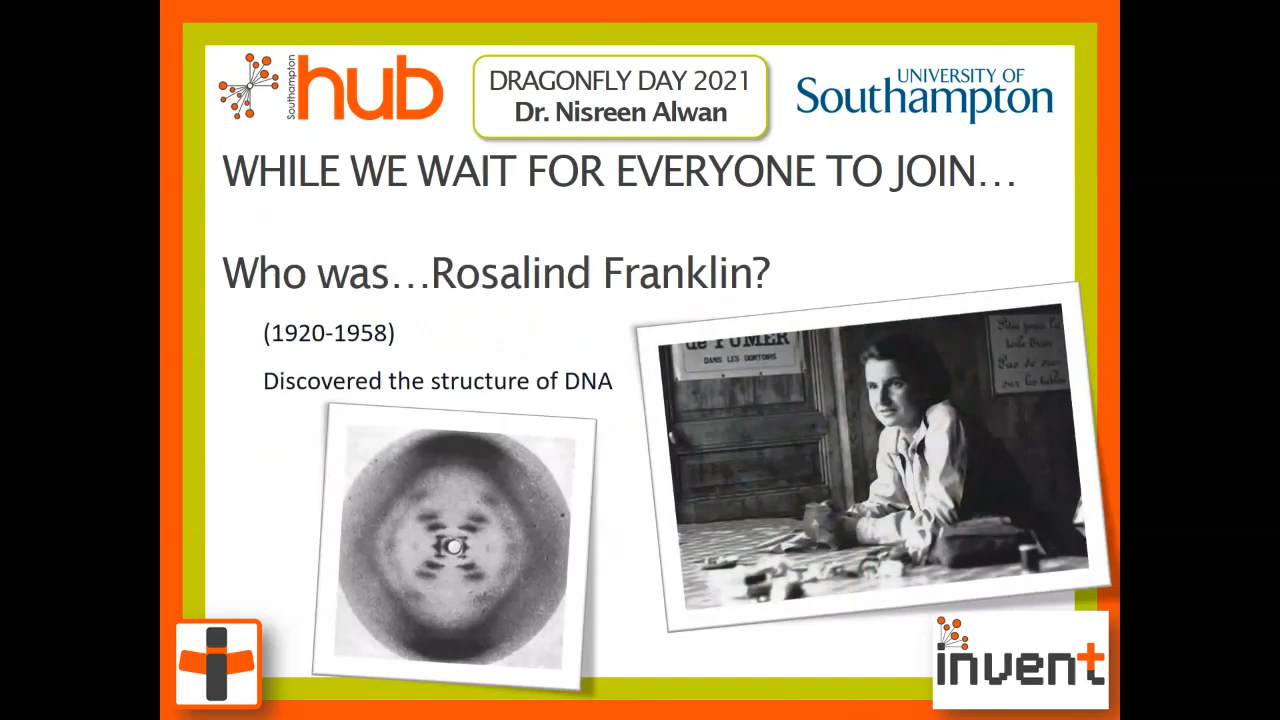 Southampton
hub
DRAGONFLY DAY 2021
Dr. Nisreen Alwan
UNIVERSITY OF
Southampton
WHILE WE WAIT FOR EVERYONE TO JOIN...
Who was...Rosalind Franklin?
(1920-1958)
Discovered the structure of DNA
de FUMER
DANS LES DORTOIRS
invent